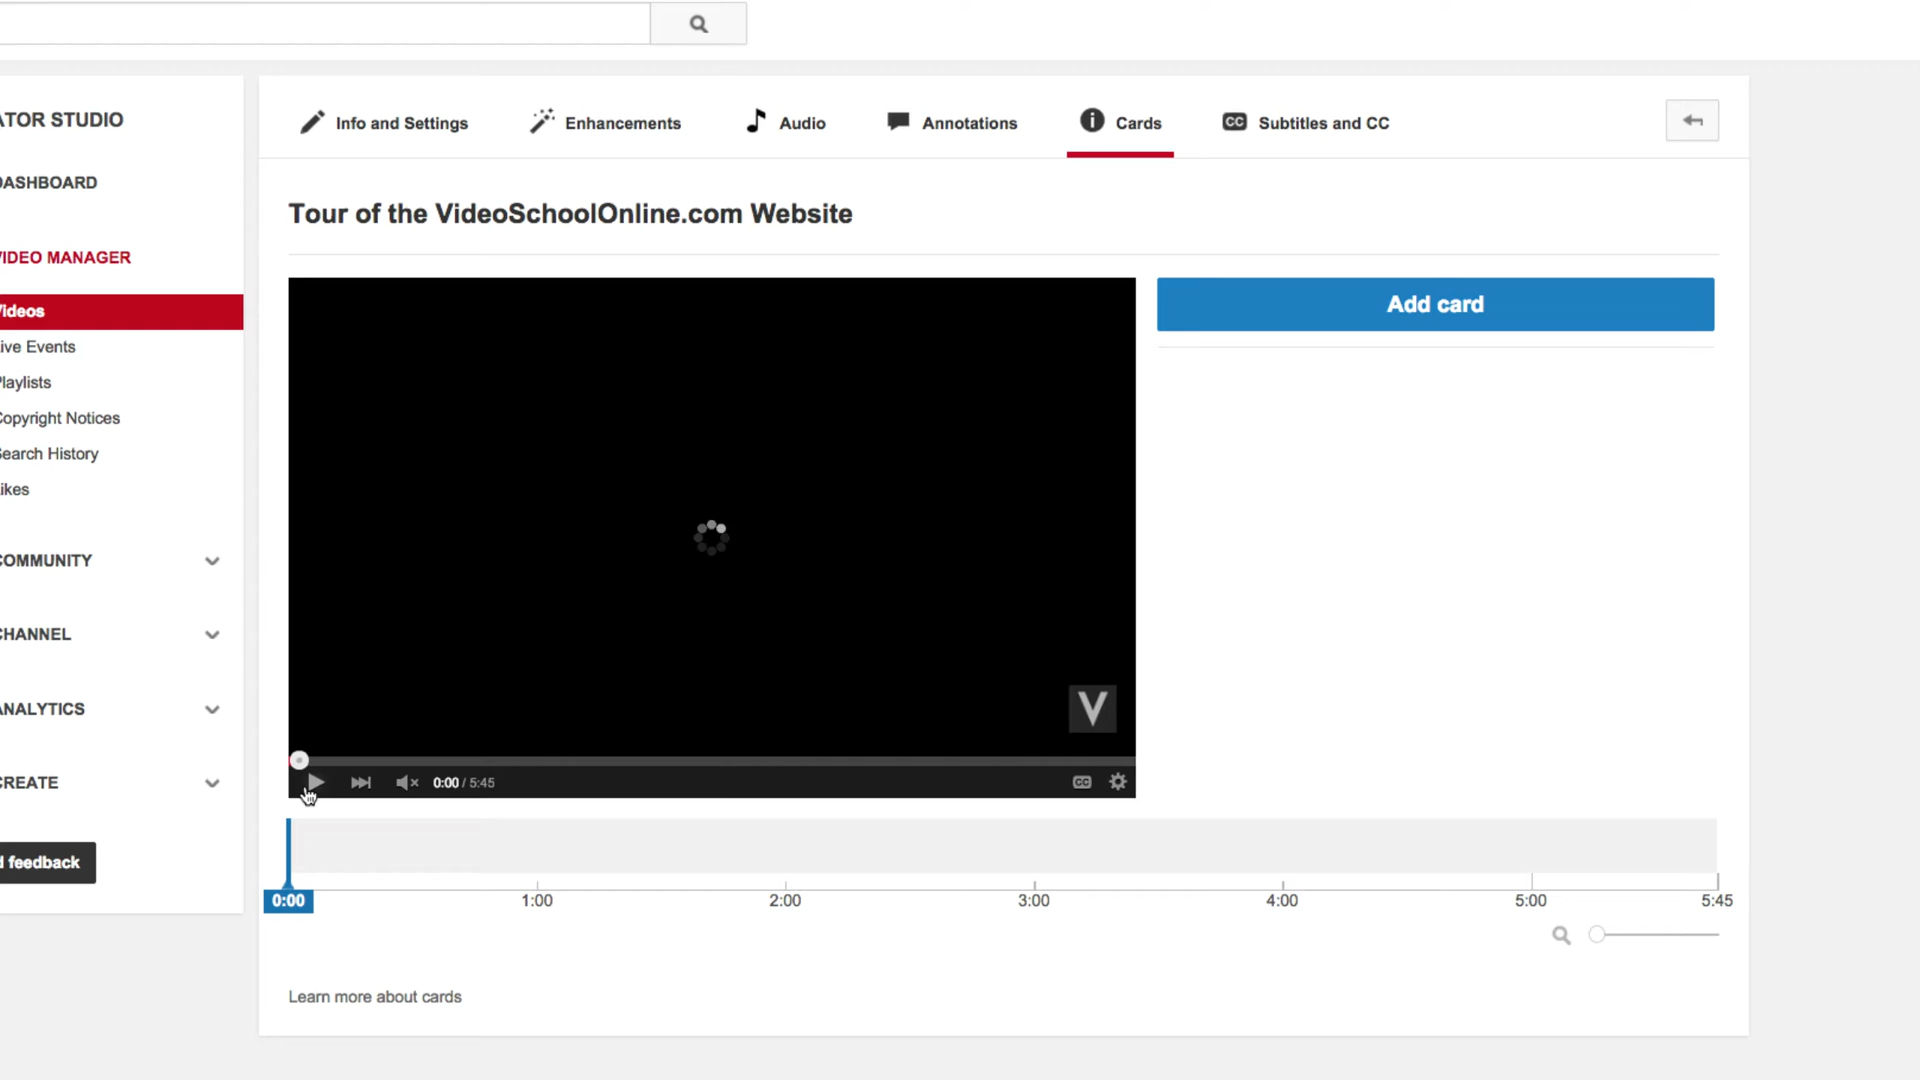 ATOR STUDIO
DASHBOARD
VIDEO MANAGER
Videos
ive Events
Playlists
Copyright Notices
Search History
ikes
COMMUNITY
CHANNEL
ANALYTICS
CREATE
d feedback
Info and Settings
Enhancements
Audio
Annotations
Cards
CC Subtitles and CC
Tour of the VideoSchoolOnline.com Website
Add card
V
0:00 / 5:45
CC
0:00
1:00
2:00
3:00
4:00
5:00
5:45
Learn more about cards